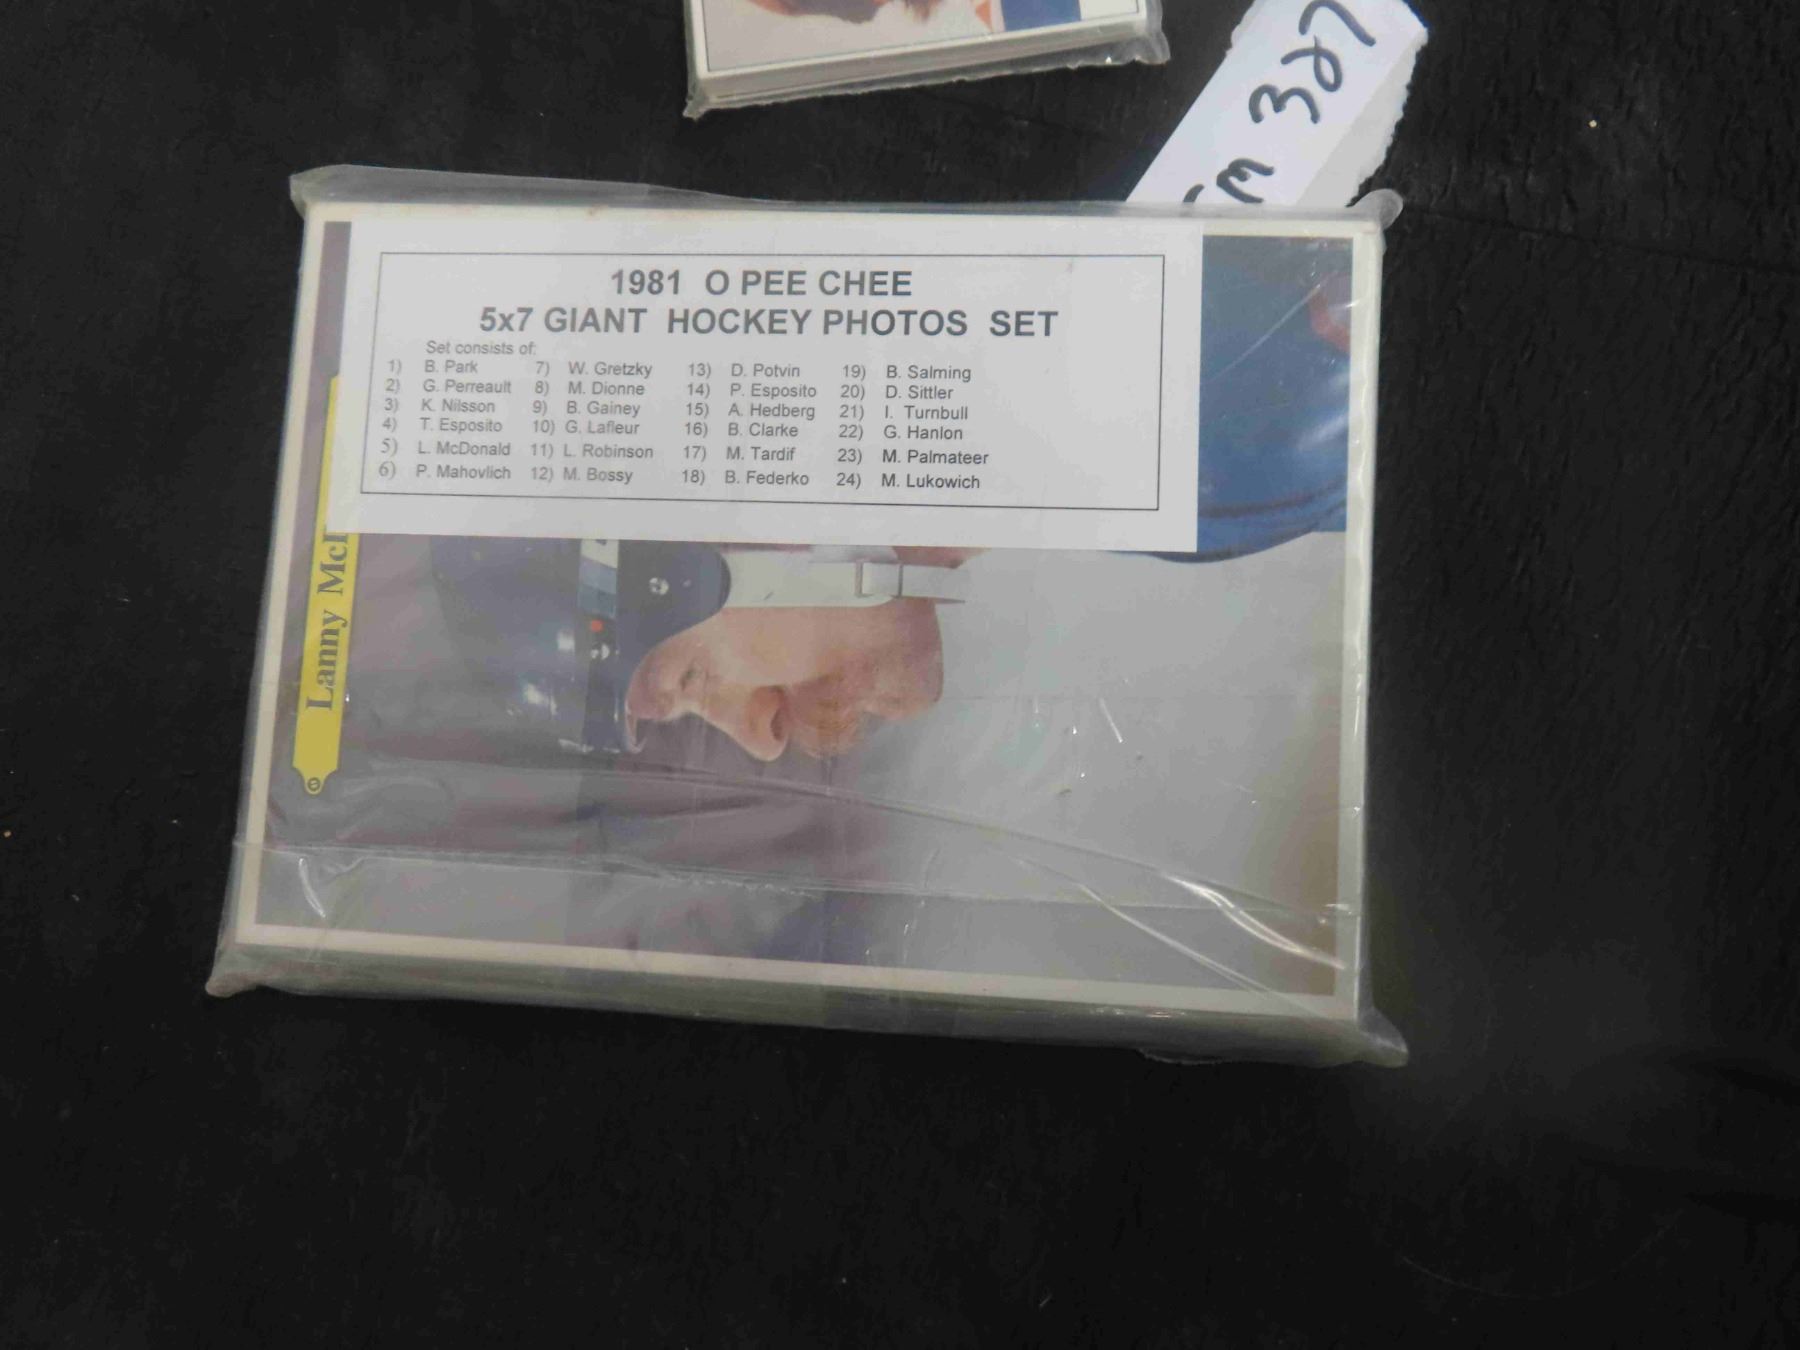 M 327
1981 O PEE CHEE
5x7 GIANT HOCKEY PHOTOS SET
Set consists of:
1) B. Park 7) W. Gretzky 13) D. Potvin 19) B. Salming
2) G. Perreault 8) M. Dionne 14) P. Esposito 20) D. Sittler
3) K. Nilsson 9) B. Gainey 15) A. Hedberg 21) I. Turnbull
4) T. Esposito 10) G. Lafleur 16) B. Clarke 22) G. Hanlon
5) L. McDonald 11) L. Robinson 17) M. Tardif 23) M. Palmateer
6) P. Mahovlich 12) M. Bossy 18) B. Federko 24) M. Lukowich
Lanny Mc